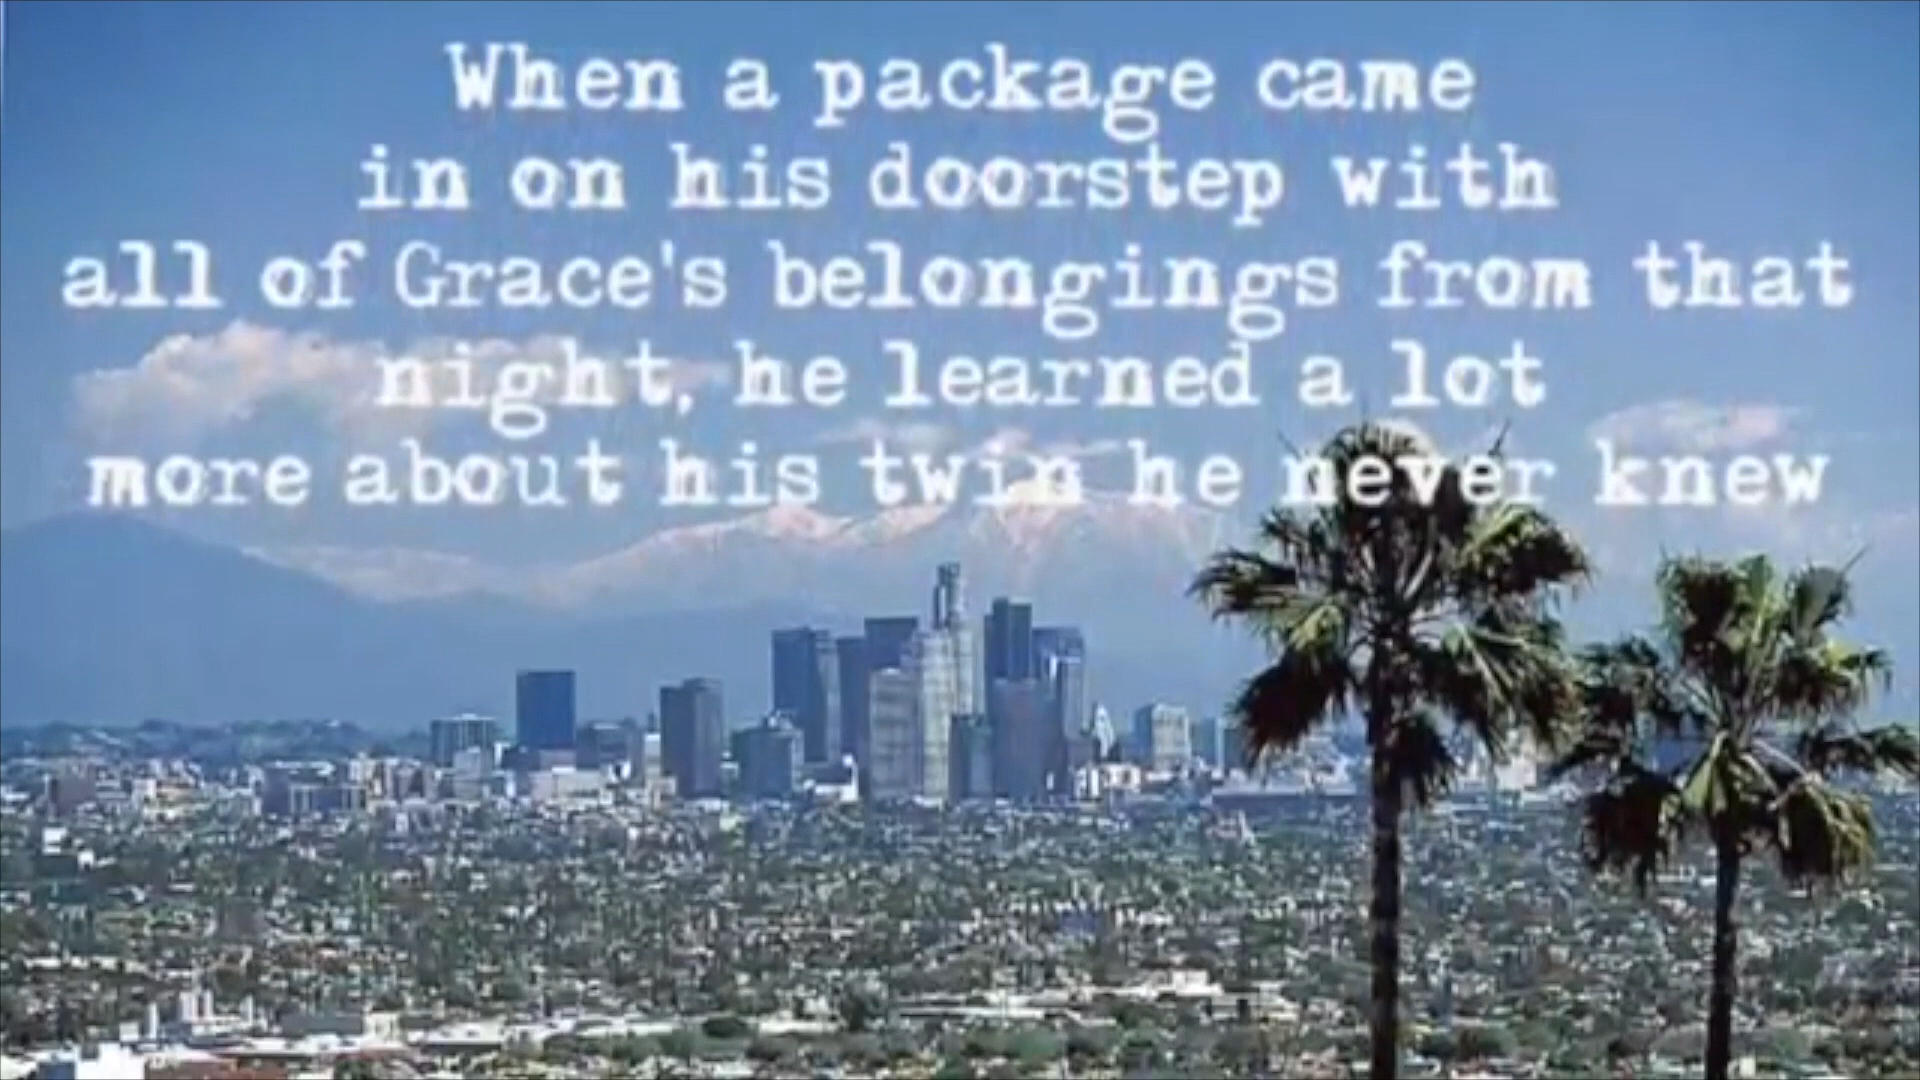 When a package came
in on his doorstep with
all of Grace's belongings from that
night, he learned a lot
more about his twin he never knew